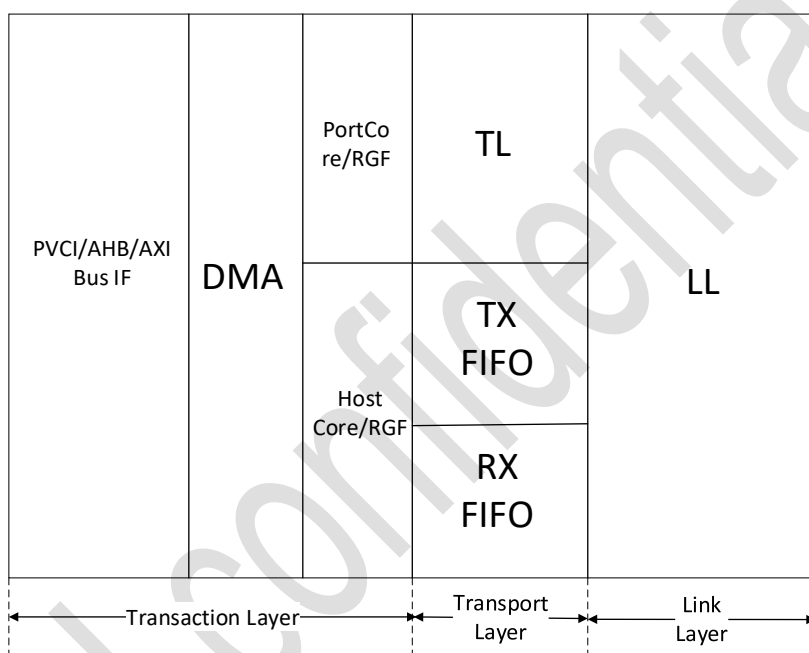 PVCI/AHB/AXI
Bus IF
DMA
PortCo
re/RGF
Host
Core/RGF
TL
TX
FIFO
RX
FIFO
LL
Transaction Layer
Transport
Layer
Link
Layer
confidential